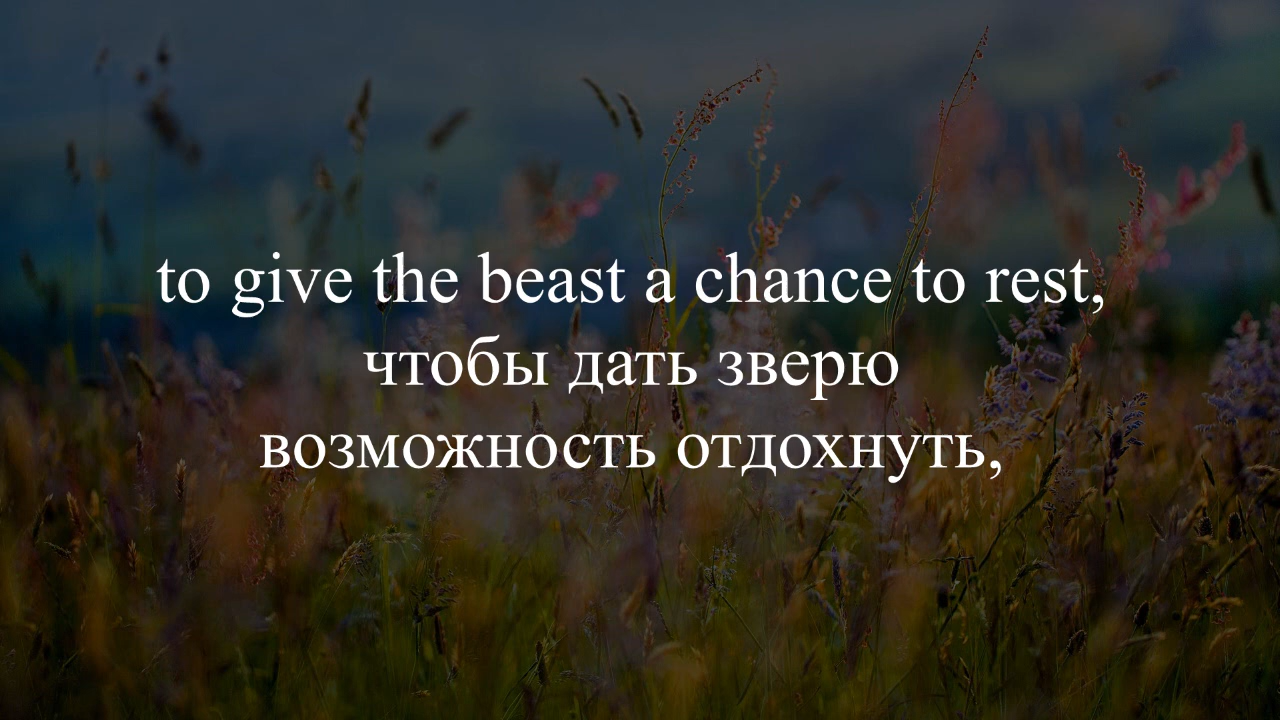 to give the beast a chance to rest,
чтобы дать зверю
возможность отдохнуть,